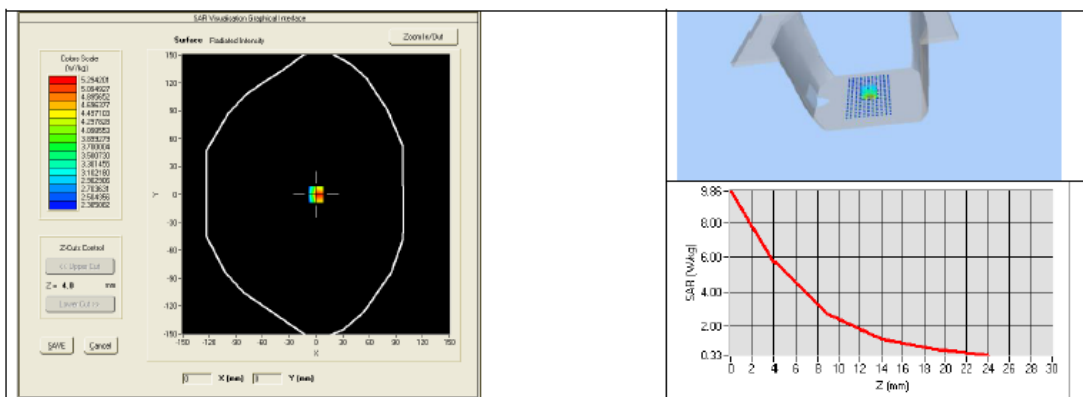 SAR Visualisation Graphical Interface
Surface Radiated Intensity
Zoom In/Out
Colors Scale
(W/kg)
5.294201
5.094927
4.895652
4.696377
4.497103
4.297828
4.098553
3.899279
3.700004
3.500730
3.301455
3.102180
2.902906
2.703631
2.504356
2.305082
150
120
90
60
30
0
-30
-60
-90
-120
-150
Y
-150 -120 -90 -60 -30 0 30 60 90 120 150
X
Z-Cuts Control
<< Upper Cut
Z = 4,0 mm
Lower Cut >>
SAVE Cancel
0 X (mm) 0 Y (mm)
9.86
8.00
6.00
4.00
2.00
0.33
SAR (W/kg)
0 2 4 6 8 10 12 14 16 18 20 22 24 26 28 30
Z (mm)